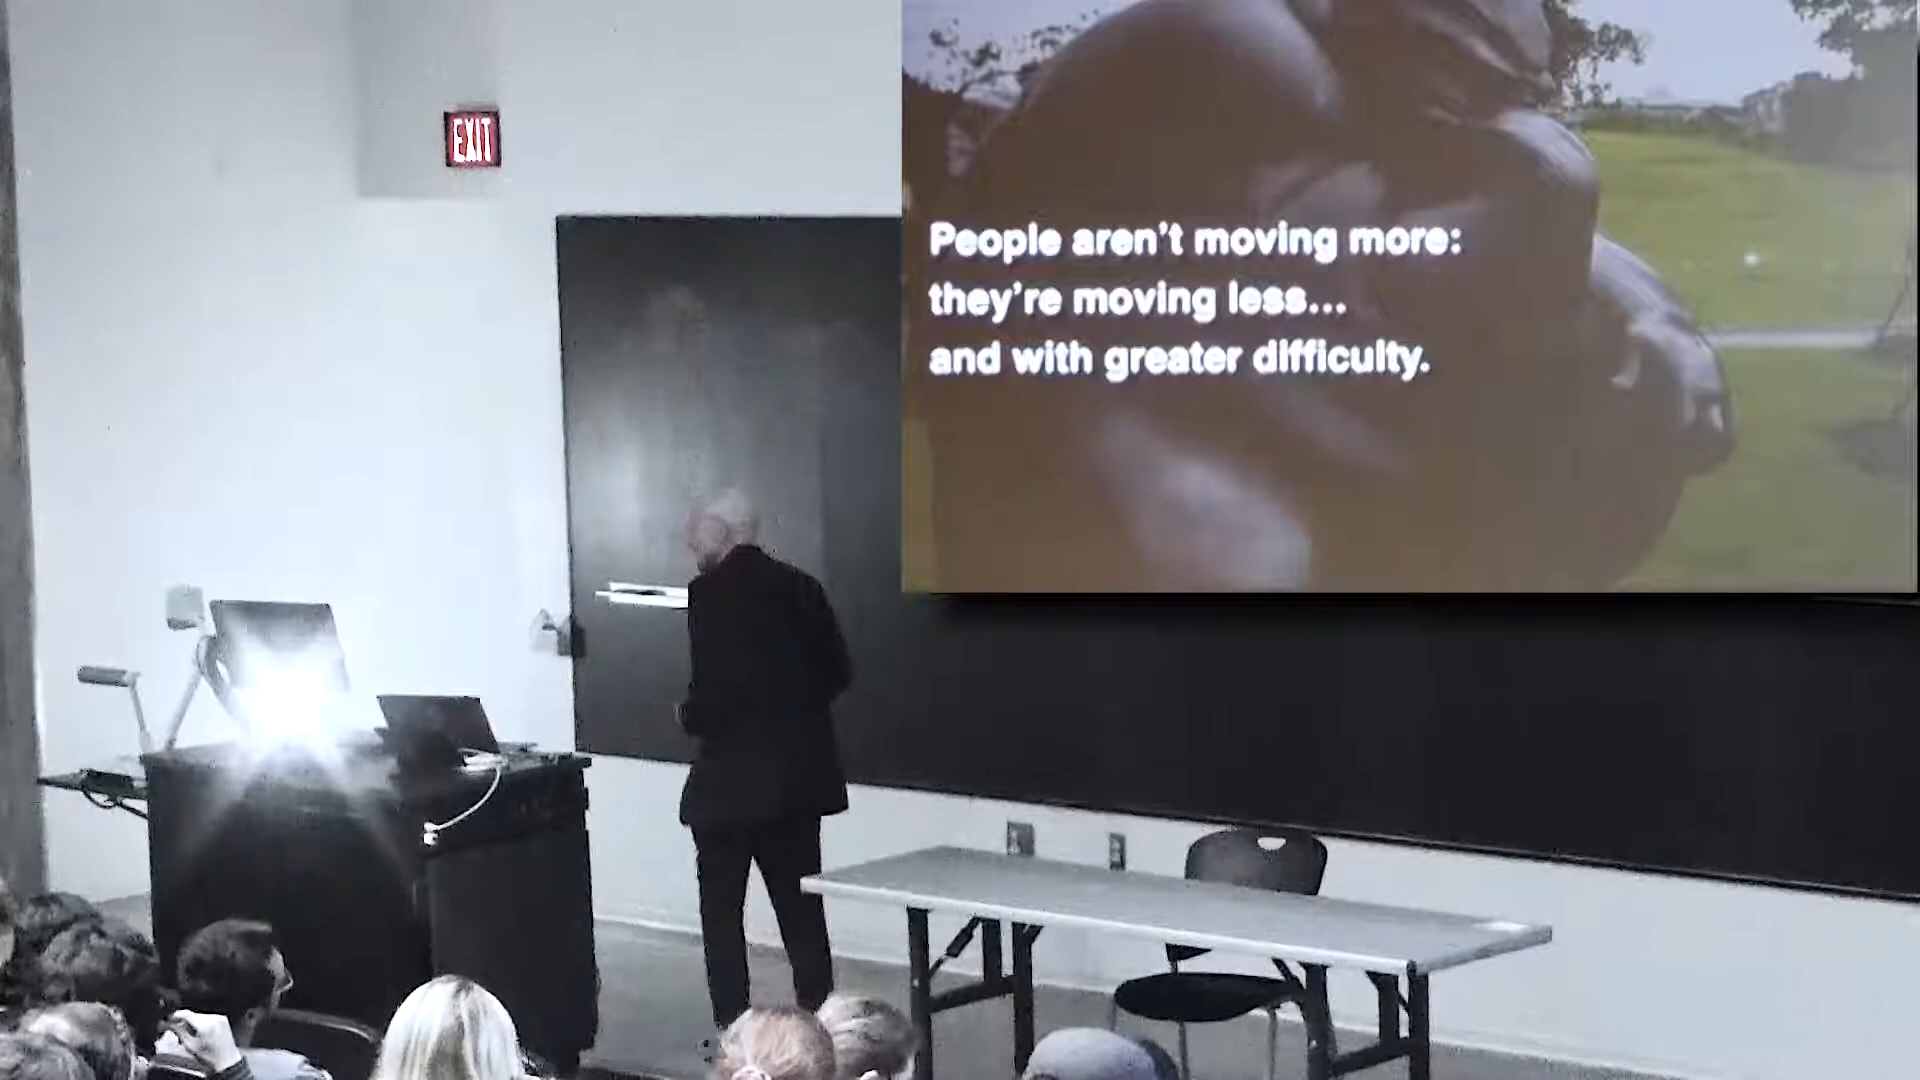 EXIT
People aren't moving more:
they're moving less...
and with greater difficulty.